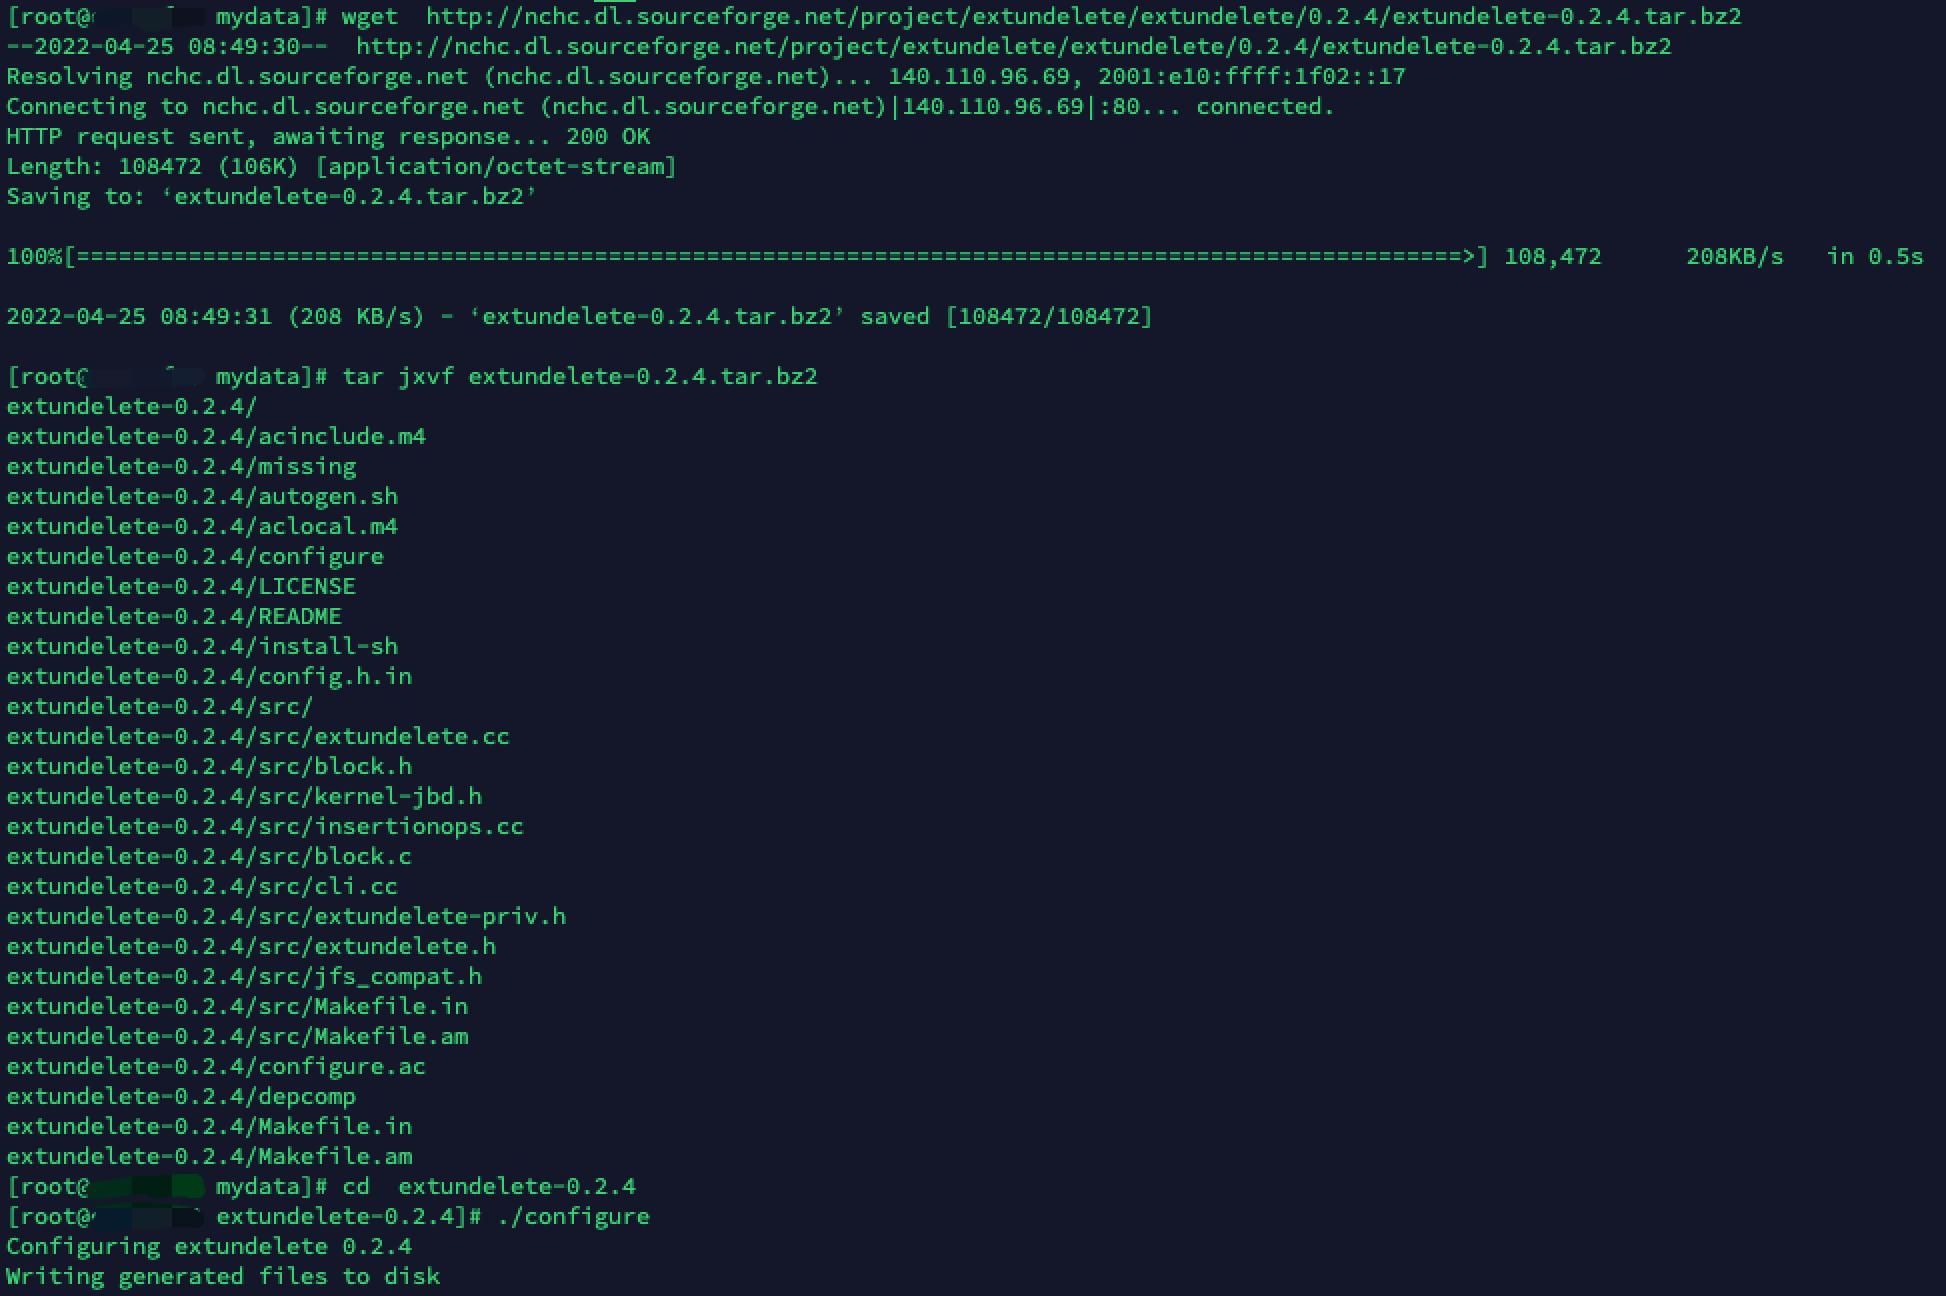 [root@ mydata]# wget  http://nchc.dl.sourceforge.net/project/extundelete/extundelete/0.2.4/extundelete-0.2.4.tar.bz2
--2022-04-25 08:49:30--  http://nchc.dl.sourceforge.net/project/extundelete/extundelete/0.2.4/extundelete-0.2.4.tar.bz2
Resolving nchc.dl.sourceforge.net (nchc.dl.sourceforge.net)... 140.110.96.69, 2001:e10:ffff:1f02::17
Connecting to nchc.dl.sourceforge.net (nchc.dl.sourceforge.net)|140.110.96.69|:80... connected.
HTTP request sent, awaiting response... 200 OK
Length: 108472 (106K) [application/octet-stream]
Saving to: ‘extundelete-0.2.4.tar.bz2’
100%[===================================================================================================>] 108,472      208KB/s   in 0.5s
2022-04-25 08:49:31 (208 KB/s) - ‘extundelete-0.2.4.tar.bz2’ saved [108472/108472]
[root@ mydata]# tar jxvf extundelete-0.2.4.tar.bz2
extundelete-0.2.4/
extundelete-0.2.4/acinclude.m4
extundelete-0.2.4/missing
extundelete-0.2.4/autogen.sh
extundelete-0.2.4/aclocal.m4
extundelete-0.2.4/configure
extundelete-0.2.4/LICENSE
extundelete-0.2.4/README
extundelete-0.2.4/install-sh
extundelete-0.2.4/config.h.in
extundelete-0.2.4/src/
extundelete-0.2.4/src/extundelete.cc
extundelete-0.2.4/src/block.h
extundelete-0.2.4/src/kernel-jbd.h
extundelete-0.2.4/src/insertionops.cc
extundelete-0.2.4/src/block.c
extundelete-0.2.4/src/cli.cc
extundelete-0.2.4/src/extundelete-priv.h
extundelete-0.2.4/src/extundelete.h
extundelete-0.2.4/src/jfs_compat.h
extundelete-0.2.4/src/Makefile.in
extundelete-0.2.4/src/Makefile.am
extundelete-0.2.4/configure.ac
extundelete-0.2.4/depcomp
extundelete-0.2.4/Makefile.in
extundelete-0.2.4/Makefile.am
[root@ mydata]# cd  extundelete-0.2.4
[root@ extundelete-0.2.4]# ./configure
Configuring extundelete 0.2.4
Writing generated files to disk